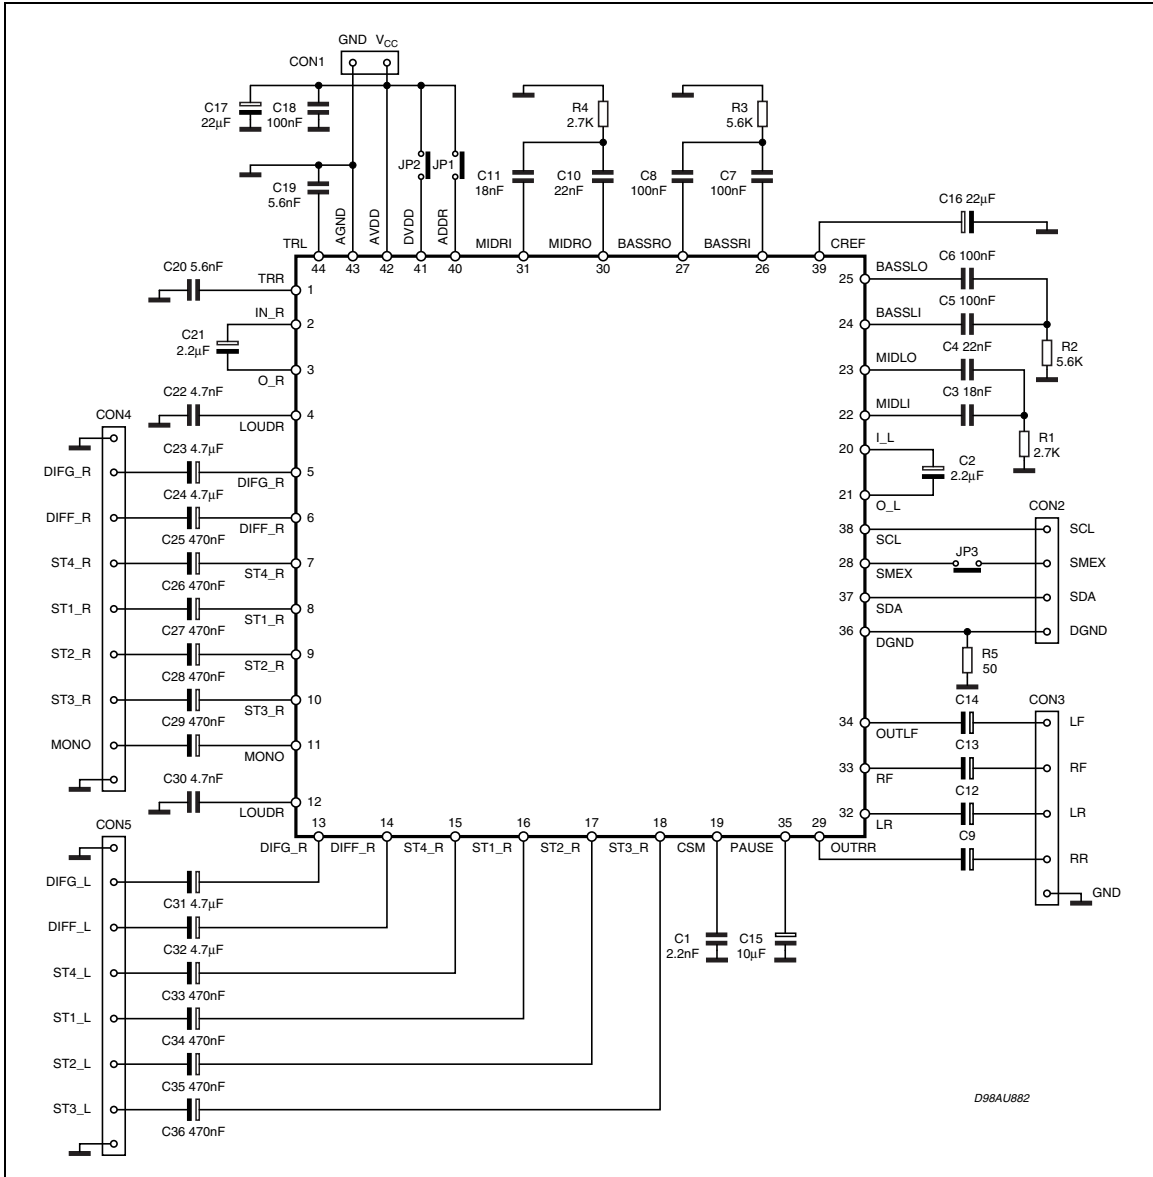 GND VCC
CON1
C17
22µF
C18
100nF
R4
2.7K
R3
5.6K
JP2
JP1
C19
5.6nF
C11
18nF
C10
22nF
C8
100nF
C7
100nF
C16 22µF
TRL
AGND
AVDD
DVDD
ADDR
MIDRI
MIDRO
BASSRO
BASSRI
CREF
44 43 42 41 40 31 30 27 26 39
C20 5.6nF
TRR
1
IN_R
2
C21
2.2µF
3
O_R
C22 4.7nF
4
LOUDR
CON4
C23 4.7µF
DIFG_R
5
DIFG_R
C24 4.7µF
DIFF_R
6
DIFF_R
C25 470nF
ST4_R
7
ST4_R
C26 470nF
ST1_R
8
ST1_R
C27 470nF
ST2_R
9
ST2_R
C28 470nF
ST3_R
10
ST3_R
C29 470nF
MONO
11
MONO
C30 4.7nF
12
LOUDR
C6 100nF
25
BASSLO
C5 100nF
24
BASSLI
R2
5.6K
C4 22nF
23
MIDLO
C3 18nF
22
MIDLI
R1
2.7K
20
I_L
C2
2.2µF
21
O_L
CON2
38
SCL
SCL
JP3
28
SMEX
SMEX
37
SDA
SDA
36
DGND
DGND
R5
50
C14
CON3
34
OUTLF
LF
C13
33
RF
RF
C12
32
LR
LR
C9
RR
GND
13 14 15 16 17 18 19 35 29
DIFG_R DIFF_R ST4_R ST1_R ST2_R ST3_R CSM PAUSE OUTRR
CON5
DIFG_L
C31 4.7µF
DIFF_L
C32 4.7µF
C1
2.2nF
C15
10µF
ST4_L
C33 470nF
ST1_L
C34 470nF
ST2_L
C35 470nF
ST3_L
C36 470nF
D98AU882